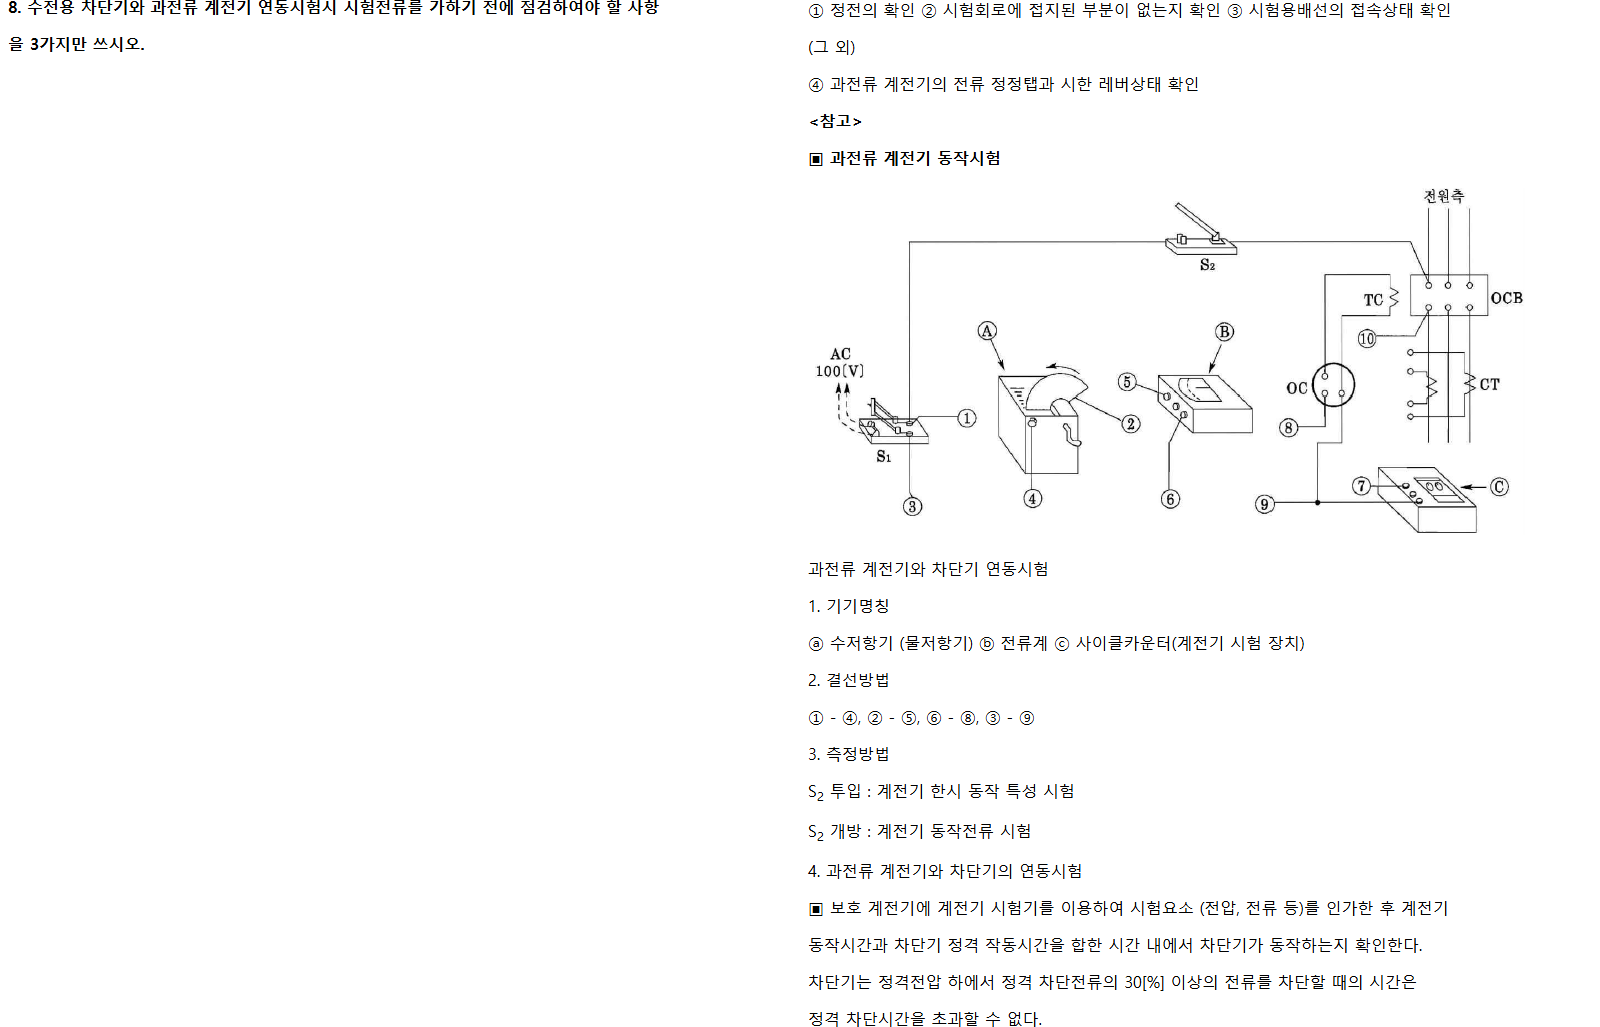 8. 수전용 차단기와 과전류 계전기 연동시험시 시험전류를 가하기 전에 점검하여야 할 사항
을 3가지만 쓰시오.
① 정전의 확인 ② 시험회로에 접지된 부분이 없는지 확인 ③ 시험용배선의 접속상태 확인
(그 외)
④ 과전류 계전기의 전류 정정탭과 시한 레버상태 확인
<참고>
▣ 과전류 계전기 동작시험
전원측
S2
TC
OCB
⑩
Ⓐ
Ⓑ
AC
100[V]
⑤
OC
CT
①
②
⑧
S1
⑦
Ⓒ
③
④
⑥
⑨
과전류 계전기와 차단기 연동시험
1. 기기명칭
ⓐ 수저항기 (물저항기) ⓑ 전류계 ⓒ 사이클카운터(계전기 시험 장치)
2. 결선방법
① - ④, ② - ⑤, ⑥ - ⑧, ③ - ⑨
3. 측정방법
S2 투입 : 계전기 한시 동작 특성 시험
S2 개방 : 계전기 동작전류 시험
4. 과전류 계전기와 차단기의 연동시험
▣ 보호 계전기에 계전기 시험기를 이용하여 시험요소 (전압, 전류 등)를 인가한 후 계전기
동작시간과 차단기 정격 작동시간을 합한 시간 내에서 차단기가 동작하는지 확인한다.
차단기는 정격전압 하에서 정격 차단전류의 30[%] 이상의 전류를 차단할 때의 시간은
정격 차단시간을 초과할 수 없다.